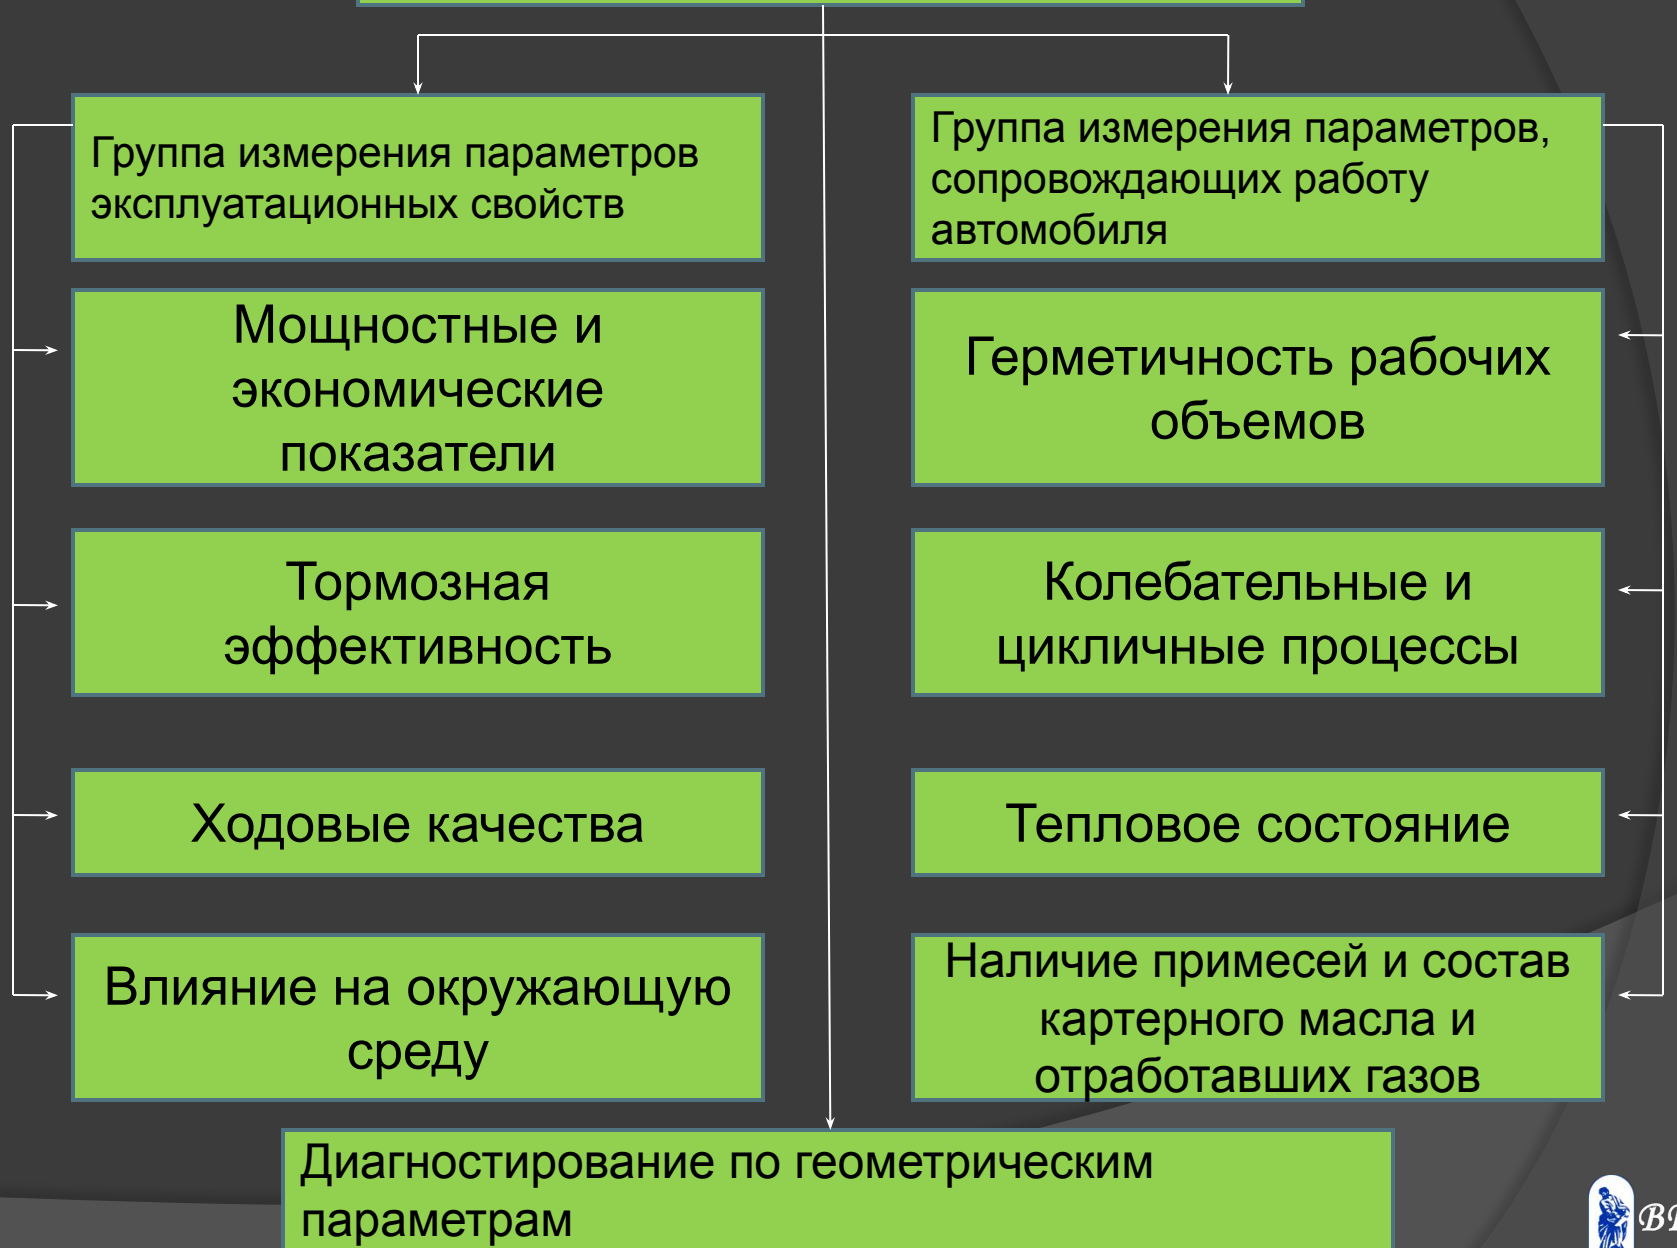 Группа измерения параметров
эксплуатационных свойств
Мощностные и
экономические
показатели
Тормозная
эффективность
Ходовые качества
Влияние на окружающую
среду
Группа измерения параметров,
сопровождающих работу
автомобиля
Герметичность рабочих
объемов
Колебательные и
цикличные процессы
Тепловое состояние
Наличие примесей и состав
картерного масла и
отработавших газов
Диагностирование по геометрическим
параметрам